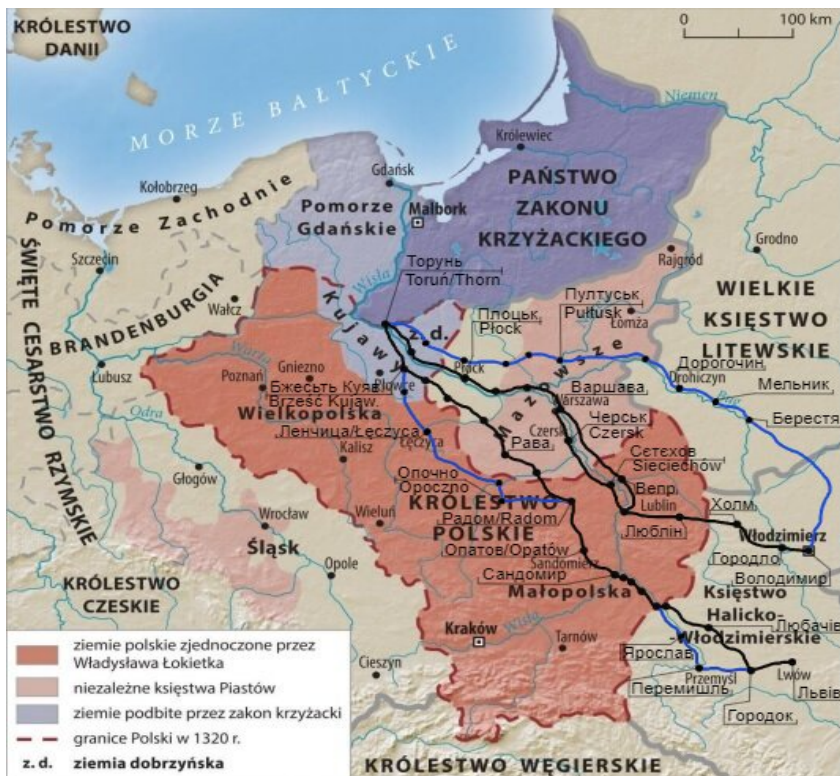 KRÓLESTWO
DANII
0 100 km
MORZE BAŁTYCKIE
Niemen
Królewiec
Gdańsk
Kołobrzeg
PAŃSTWO
ZAKONU
KRZYŻACKIEGO
Pomorze Zachodnie
Pomorze
Gdańskie
Malbork
Grodno
Rajgród
Szczecin
ŚWIĘTE CESARSTWO RZYMSKIE
Wisła
Торунь
Toruń/Thorn
WIELKIE
KSIĘSTWO
LITEWSKIE
Wałcz
BRANDENBURGIA
Kujawy
z. d.
Плоцьк,
Płock
Пултуськ
Pułtusk
Łomża
Lubusz
Warta
Gniezno
Poznań
Płowce
Płock
Mazowsze
Дорогочин
Drohiczyn
Мельник
Bug
Берестя
Бжесьть Куяв
Brześć Kujaw.
Wielkopolska
Варшава
Warszawa
Odra
Ленчица/Łęczyca
Łęczyca
Черськ
Czersk
Czersk
Kalisz
Рава
Głogów
Опочно
Opoczno
Сєтєхов
Sieciechów
Вепр.
Lublin
Холм.
Wrocław
Wieluń
KRÓLESTWO
POLSKIE
Радом/Radom
Люблін
Włodzimierz
Śląsk
Опатов/Opatów
Городло
Володимир
Opole
Sandomierz
Сандомир
KRÓLESTWO
CZESKIE
Małopolska
Księstwo
Halicko-
-Włodzimierskie
Любачів
Kraków
Wisła
Tarnów
Ярослав
Cieszyn
Przemyśl
Перемишль
Lwów
Львів
Городок
KRÓLESTWO WĘGIERSKIE
ziemie polskie zjednoczone przez
Władysława Łokietka
niezależne księstwa Piastów
ziemie podbite przez zakon krzyżacki
granice Polski w 1320 r.
z. d. ziemia dobrzyńska